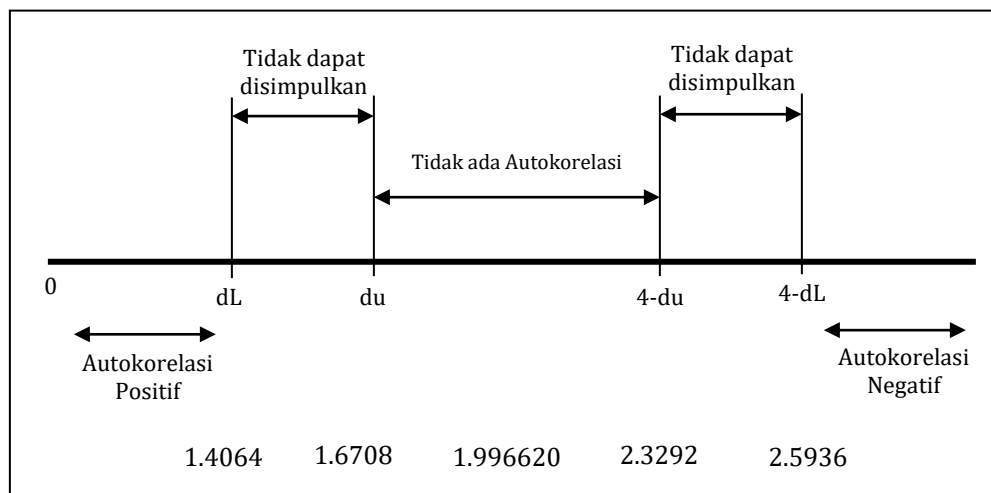 Tidak dapat
disimpulkan
Tidak dapat
disimpulkan
Tidak ada Autokorelasi
0
dL
du
4-du
4-dL
Autokorelasi
Positif
Autokorelasi
Negatif
1.4064 1.6708 1.996620 2.3292 2.5936